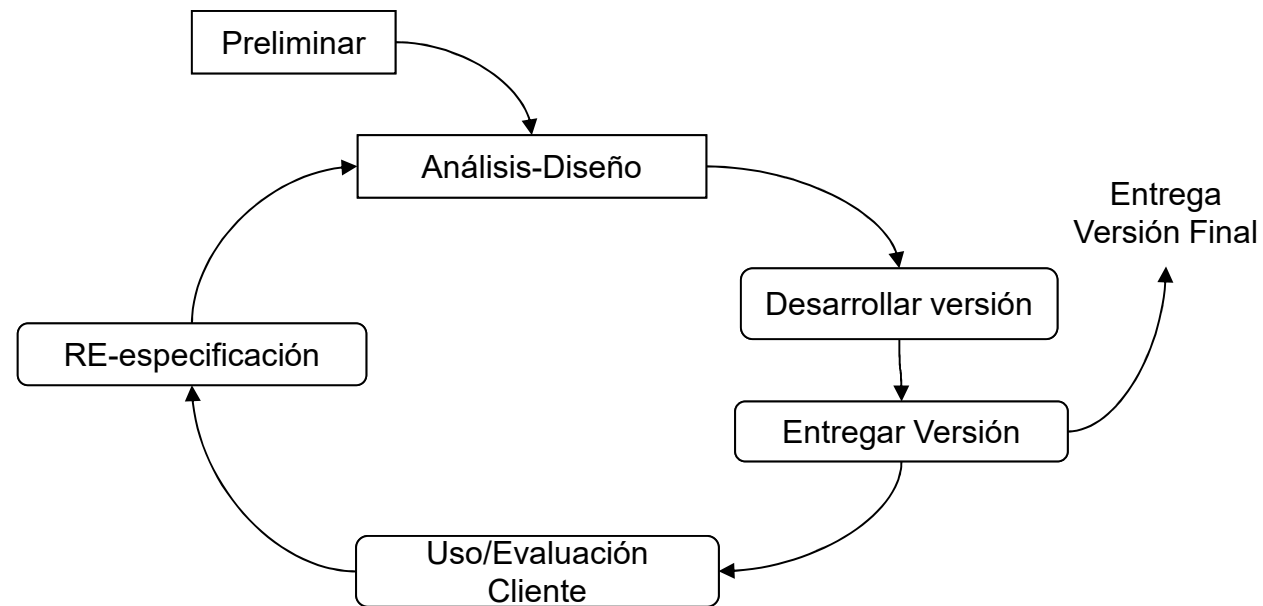 Preliminar
Análisis-Diseño
Entrega
Versión Final
Desarrollar versión
RE-especificación
Entregar Versión
Uso/Evaluación
Cliente